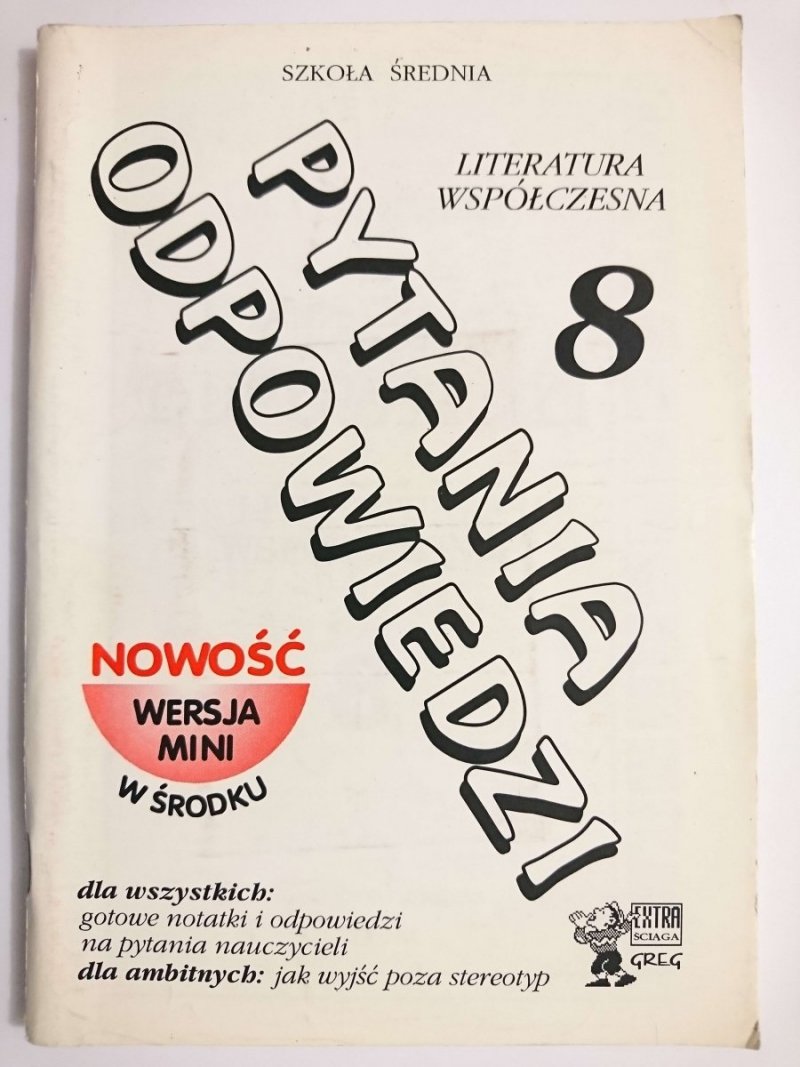 SZKOŁA ŚREDNIA
LITERATURA
WSPÓŁCZESNA
8
PYTANIA
ODPOWIEDZI
NOWOŚĆ
WERSJA
MINI
W ŚRODKU
dla wszystkich:
gotowe notatki i odpowiedzi
na pytania nauczycieli
dla ambitnych: jak wyjść poza stereotyp
EXTRA
ŚCIĄGA
GREG